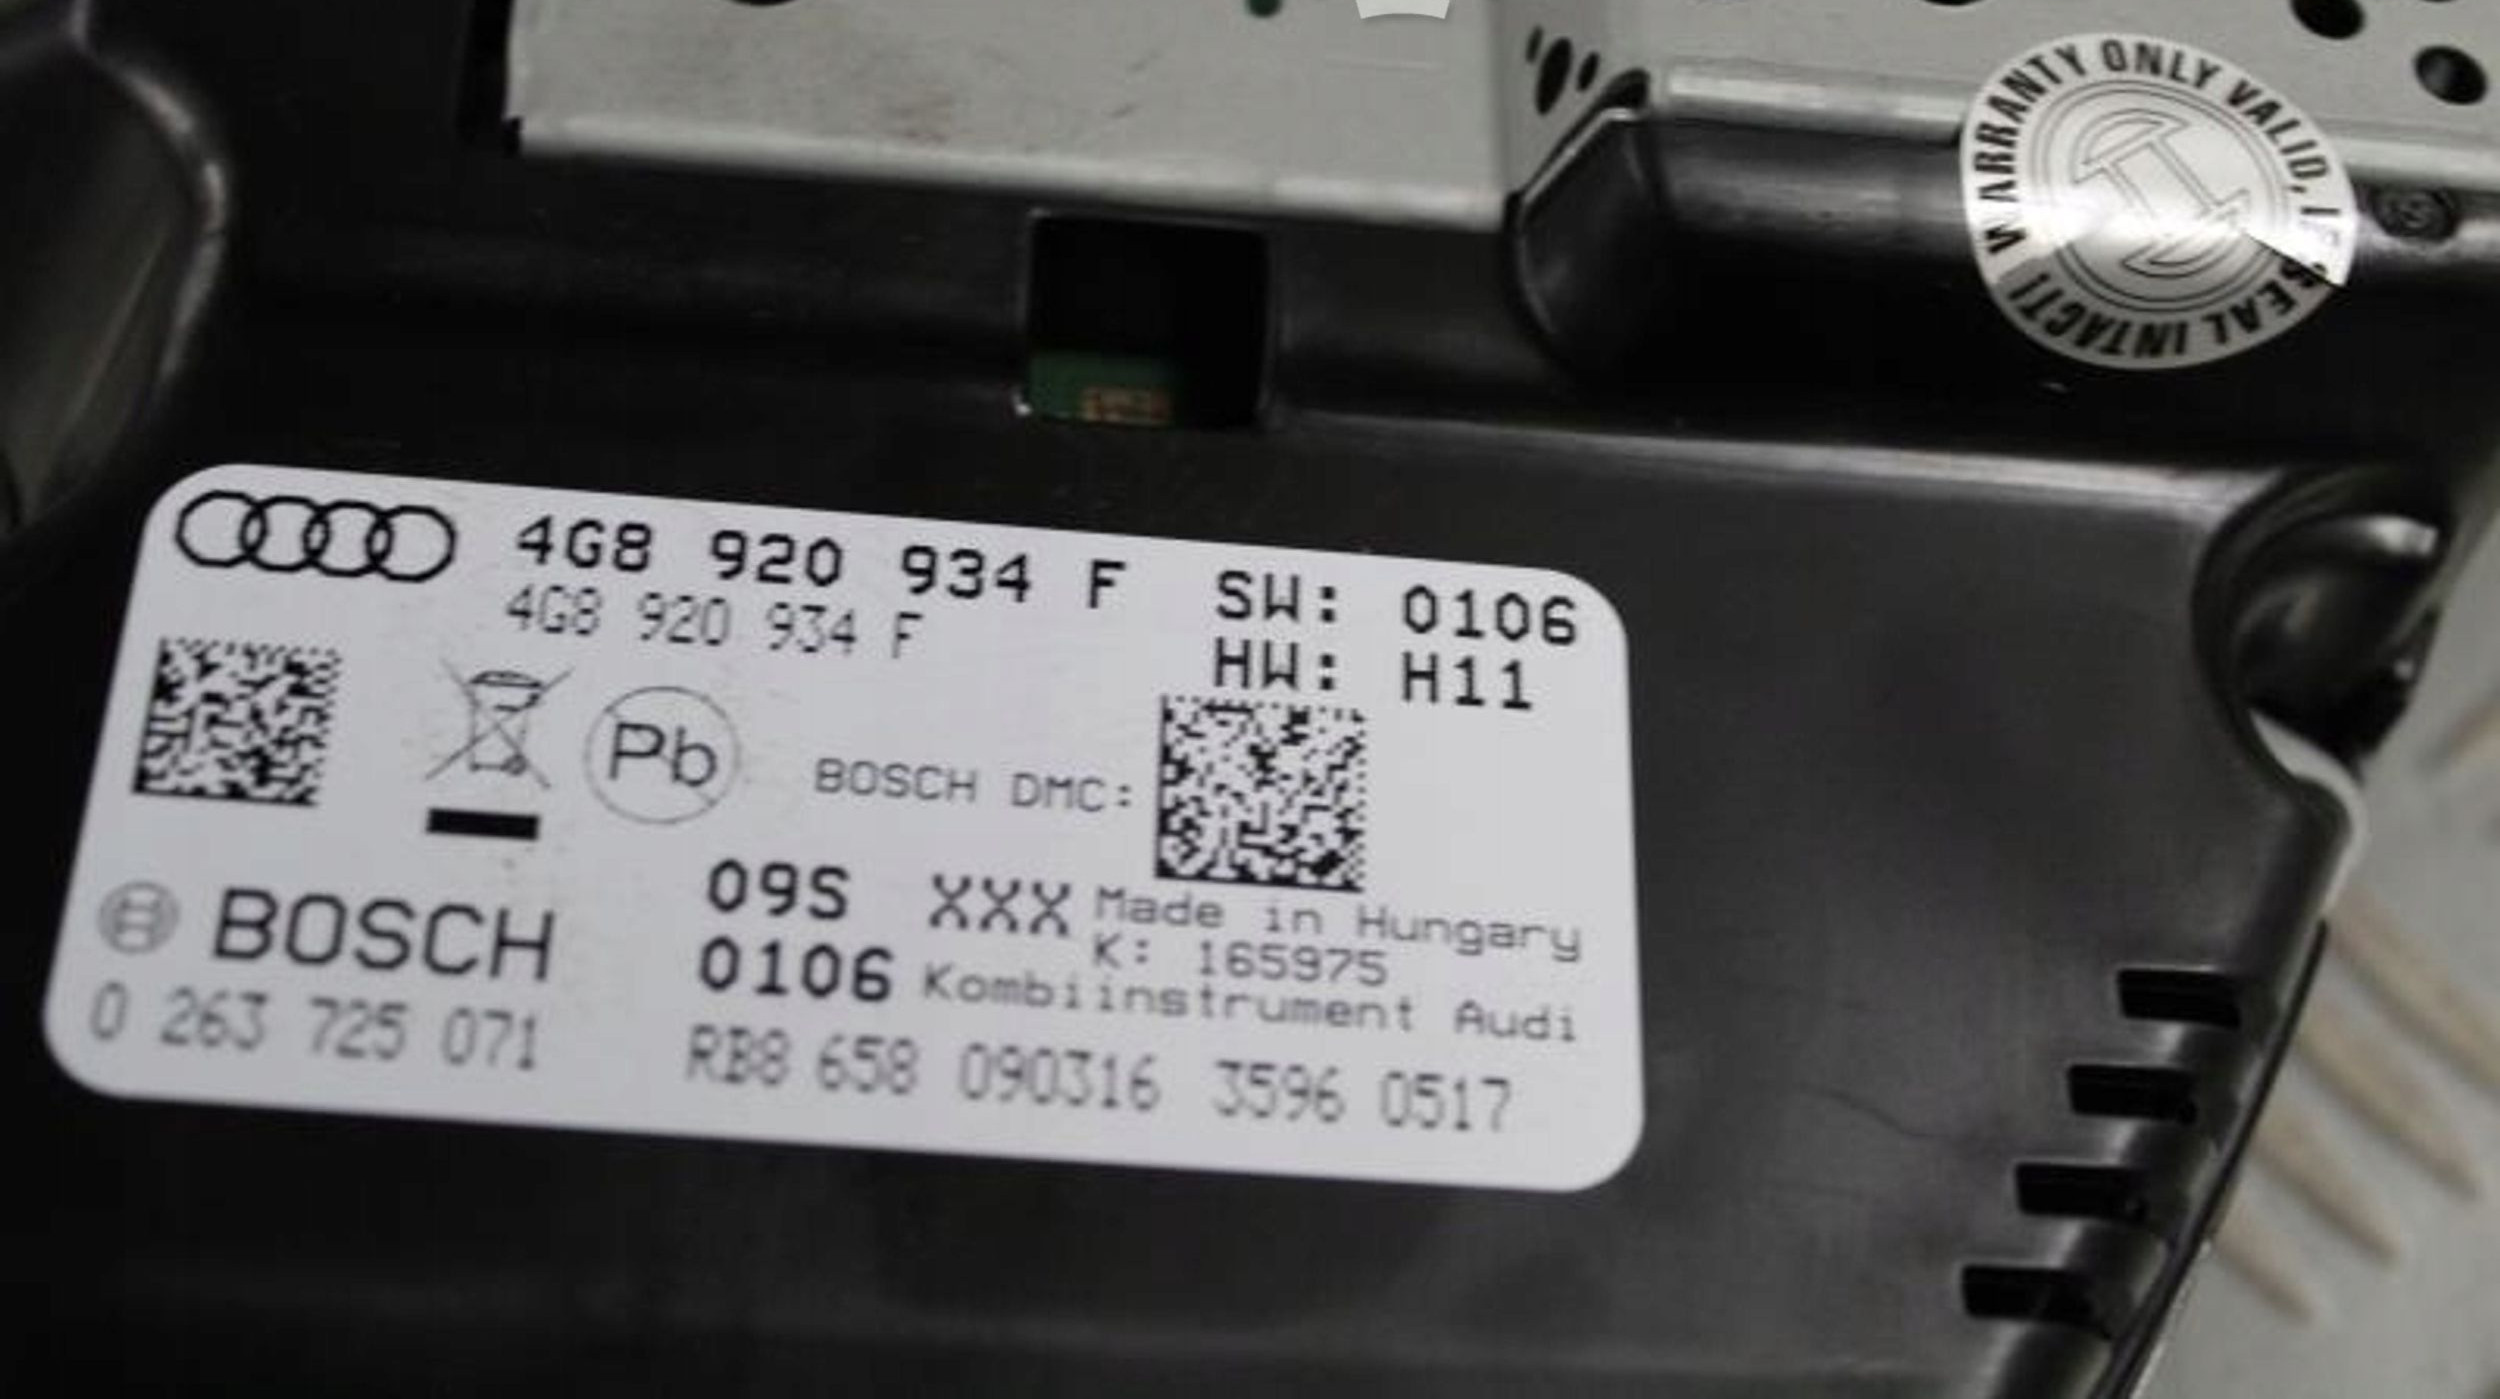 WARRANTY ONLY VALID, IF SEAL INTACT!
4G8 920 934 F SW: 0106
4G8 920 934 F HW: H11
Pb
BOSCH DMC:
09S XXX Made in Hungary
BOSCH K: 165975
0106 Kombiinstrument Audi
0 263 725 071 RB8 658 090316 3596 0517